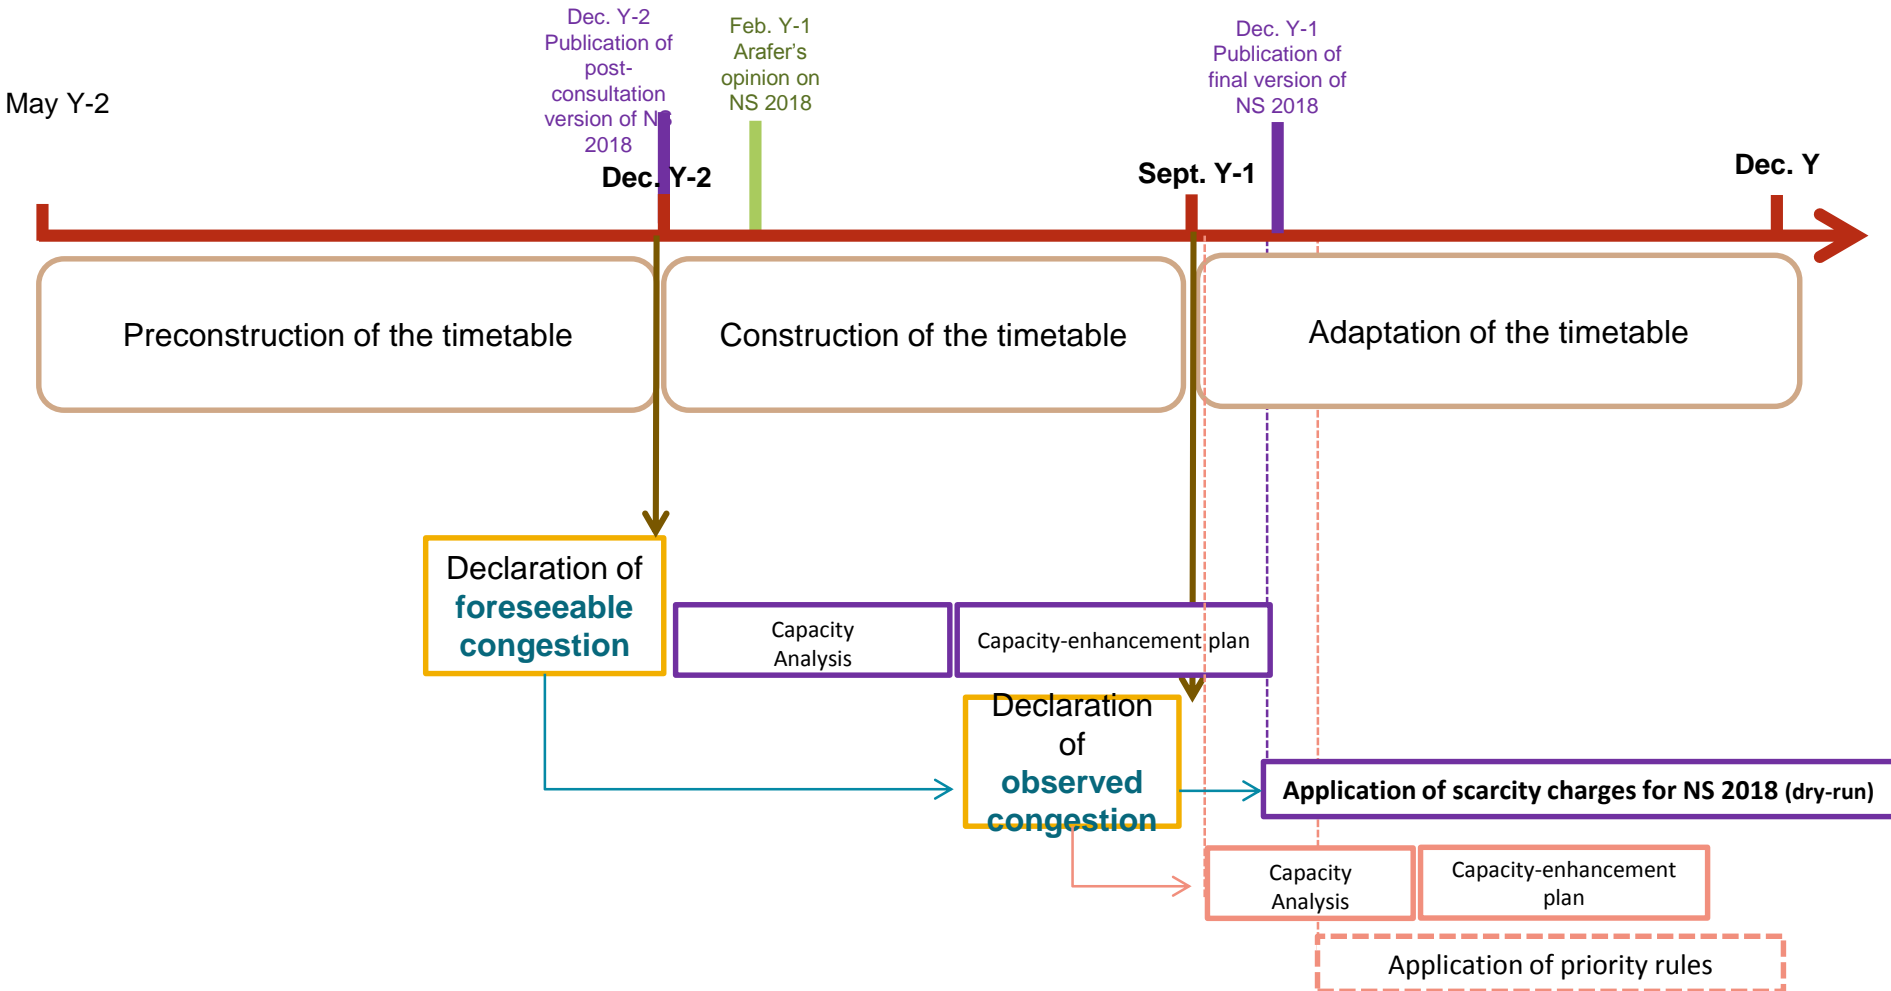 May Y-2
Dec. Y-2
Publication of
post-
consultation
version of NS
2018
Feb. Y-1
Arafer’s
opinion on
NS 2018
Dec. Y-1
Publication of
final version of
NS 2018
Dec. Y-2
Sept. Y-1
Dec. Y
Preconstruction of the timetable
Construction of the timetable
Adaptation of the timetable
Declaration of
foreseeable
congestion
Capacity
Analysis
Capacity-enhancement plan
Declaration
of
observed
congestion
Application of scarcity charges for NS 2018 (dry-run)
Capacity
Analysis
Capacity-enhancement
plan
Application of priority rules